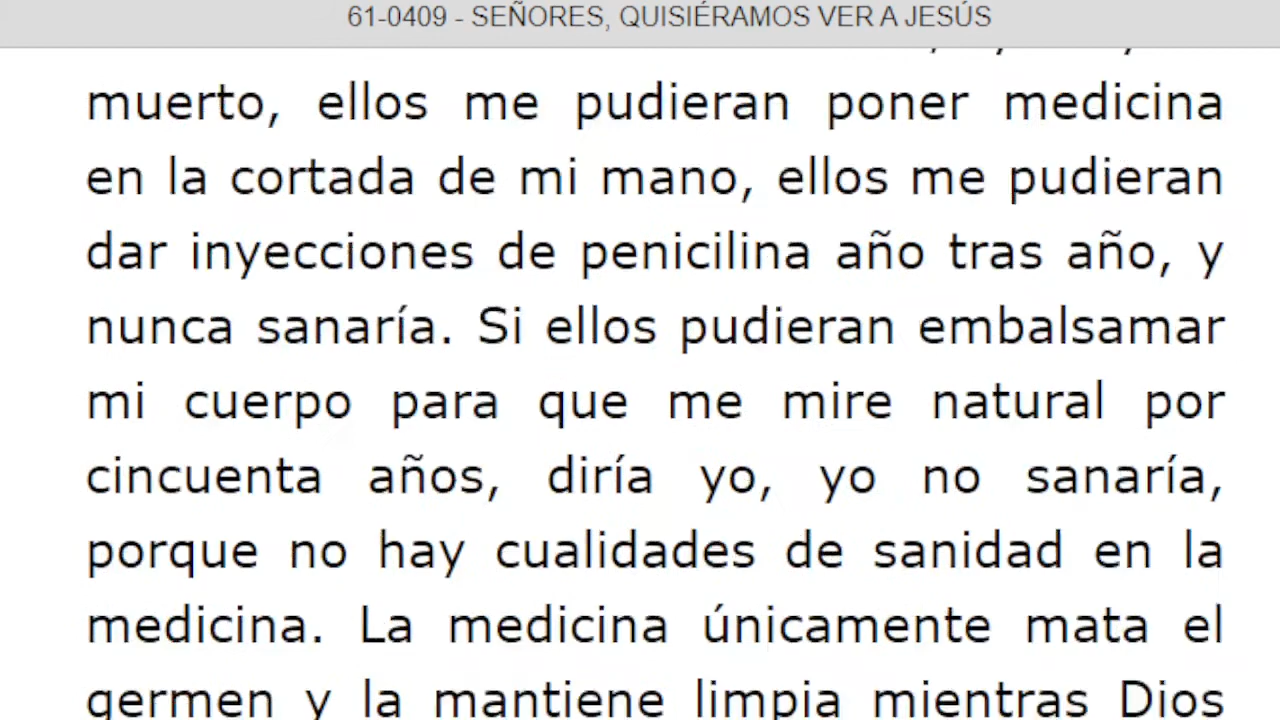 61-0409 - SEÑORES, QUISIÉRAMOS VER A JESÚS
muerto, ellos me pudieran poner medicina
en la cortada de mi mano, ellos me pudieran
dar inyecciones de penicilina año tras año, y
nunca sanaría. Si ellos pudieran embalsamar
mi cuerpo para que me mire natural por
cincuenta años, diría yo, yo no sanaría,
porque no hay cualidades de sanidad en la
medicina. La medicina únicamente mata el
germen y la mantiene limpia mientras Dios